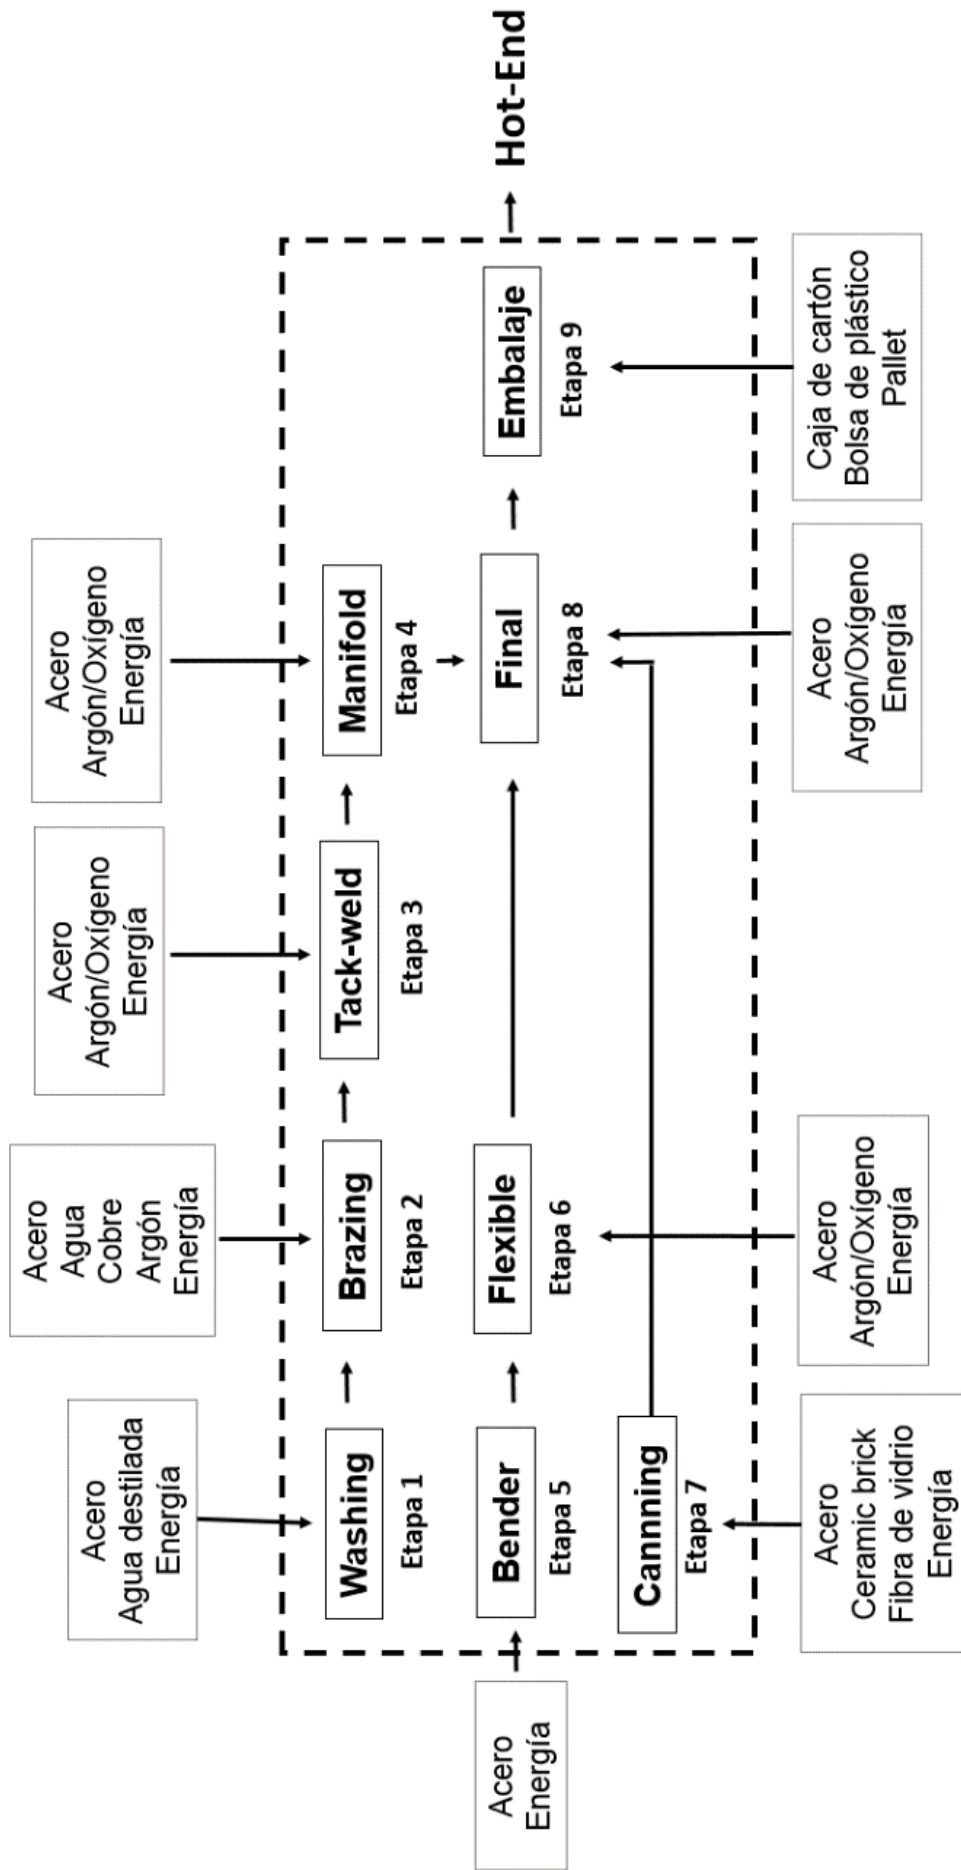 Acero
Agua destilada
Energía
Acero
Agua
Cobre
Argón
Energía
Acero
Argón/Oxígeno
Energía
Acero
Argón/Oxígeno
Energía
Washing
Etapa 1
Brazing
Etapa 2
Tack-weld
Etapa 3
Manifold
Etapa 4
Acero
Energía
Bender
Etapa 5
Flexible
Etapa 6
Final
Etapa 8
Embalaje
Etapa 9
Hot-End
Cannning
Etapa 7
Acero
Ceramic brick
Fibra de vidrio
Energía
Acero
Argón/Oxígeno
Energía
Acero
Argón/Oxígeno
Energía
Caja de cartón
Bolsa de plástico
Pallet